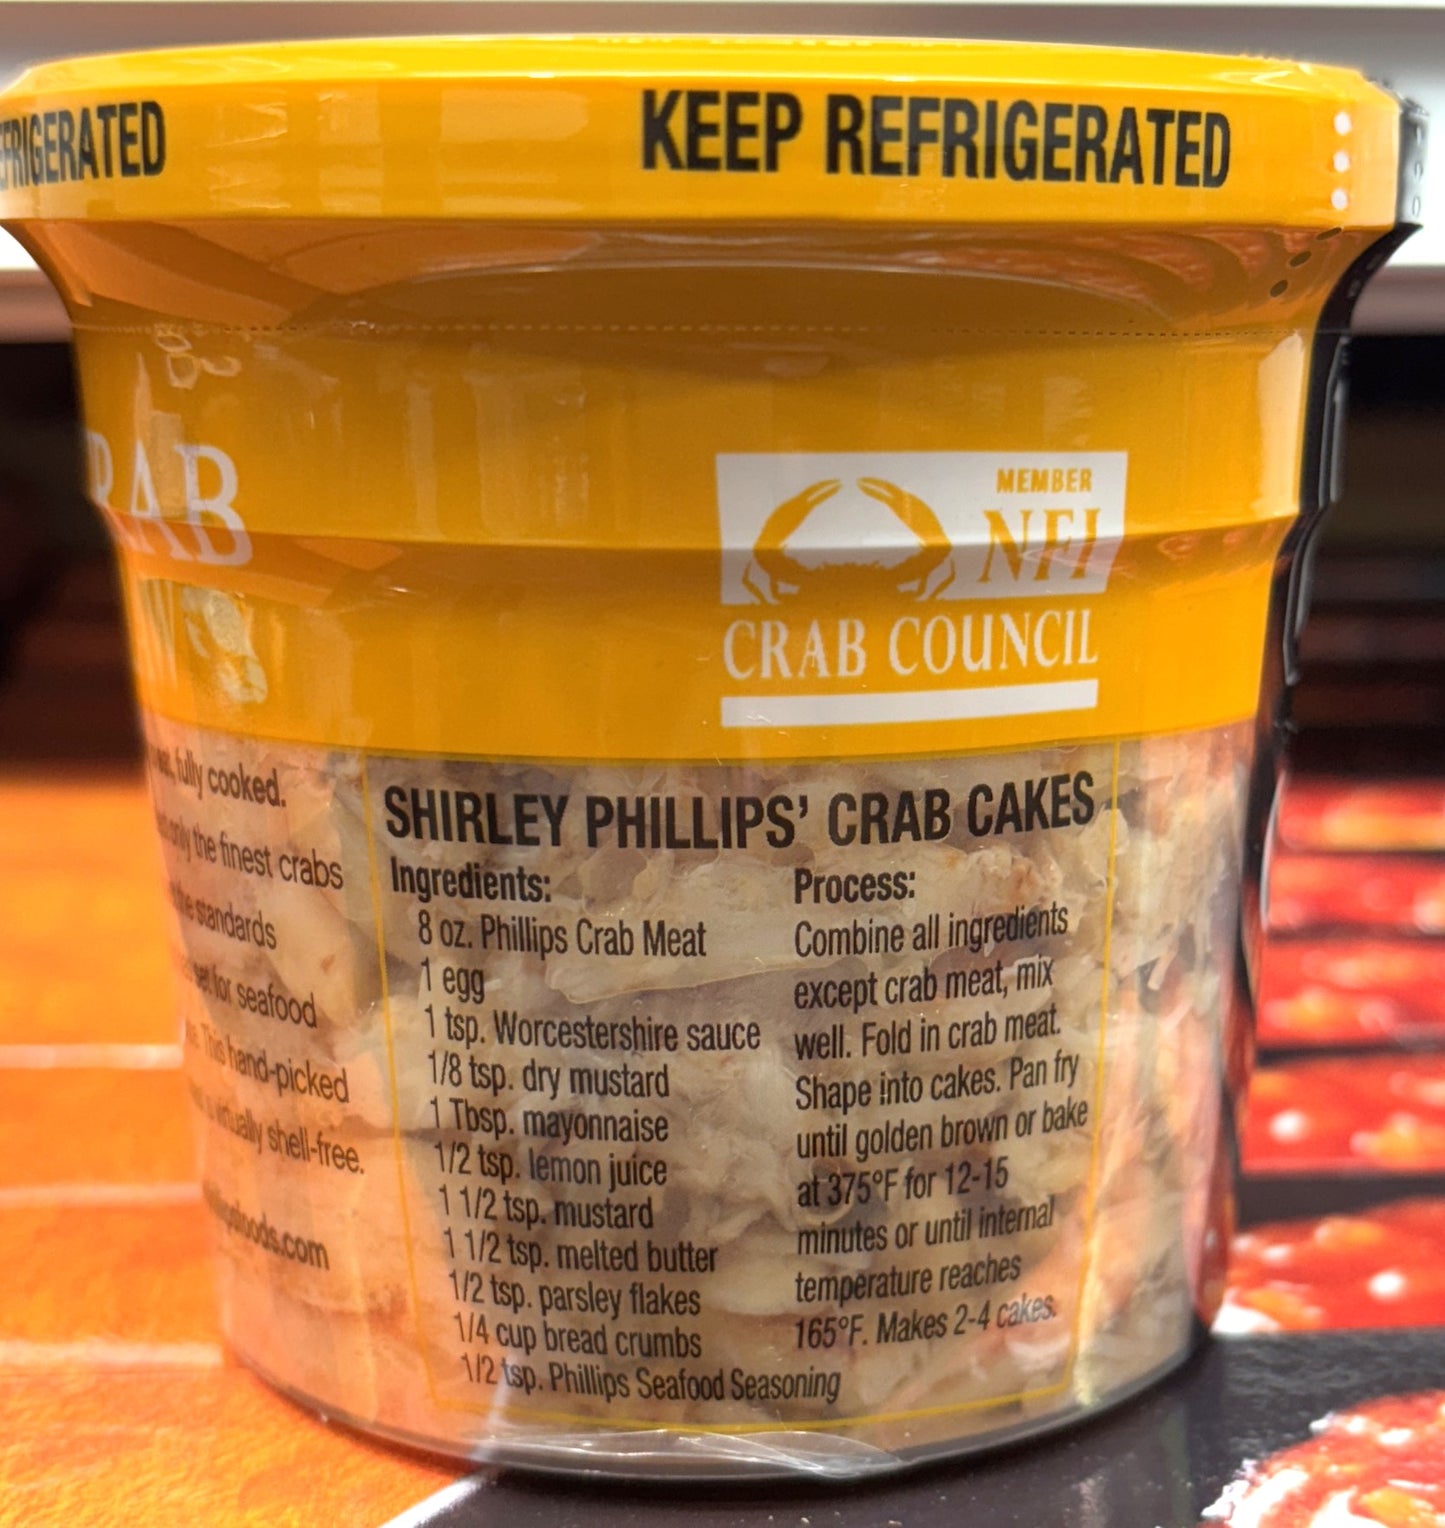 REFRIGERATED
KEEP REFRIGERATED
CRAB
MEMBER
NFI
CRAB COUNCIL
fully cooked.
only the finest crabs
the standards
set for seafood
This hand-picked
virtually shell-free.
SHIRLEY PHILLIPS' CRAB CAKES
Ingredients:
8 oz. Phillips Crab Meat
1 egg
1 tsp. Worcestershire sauce
1/8 tsp. dry mustard
1 Tbsp. mayonnaise
1/2 tsp. lemon juice
1 1/2 tsp. mustard
1 1/2 tsp. melted butter
1/2 tsp. parsley flakes
1/4 cup bread crumbs
1/2 tsp. Phillips Seafood Seasoning
Process:
Combine all ingredients
except crab meat, mix
well. Fold in crab meat.
Shape into cakes. Pan fry
until golden brown or bake
at 375°F for 12-15
minutes or until internal
temperature reaches
165°F. Makes 2-4 cakes.